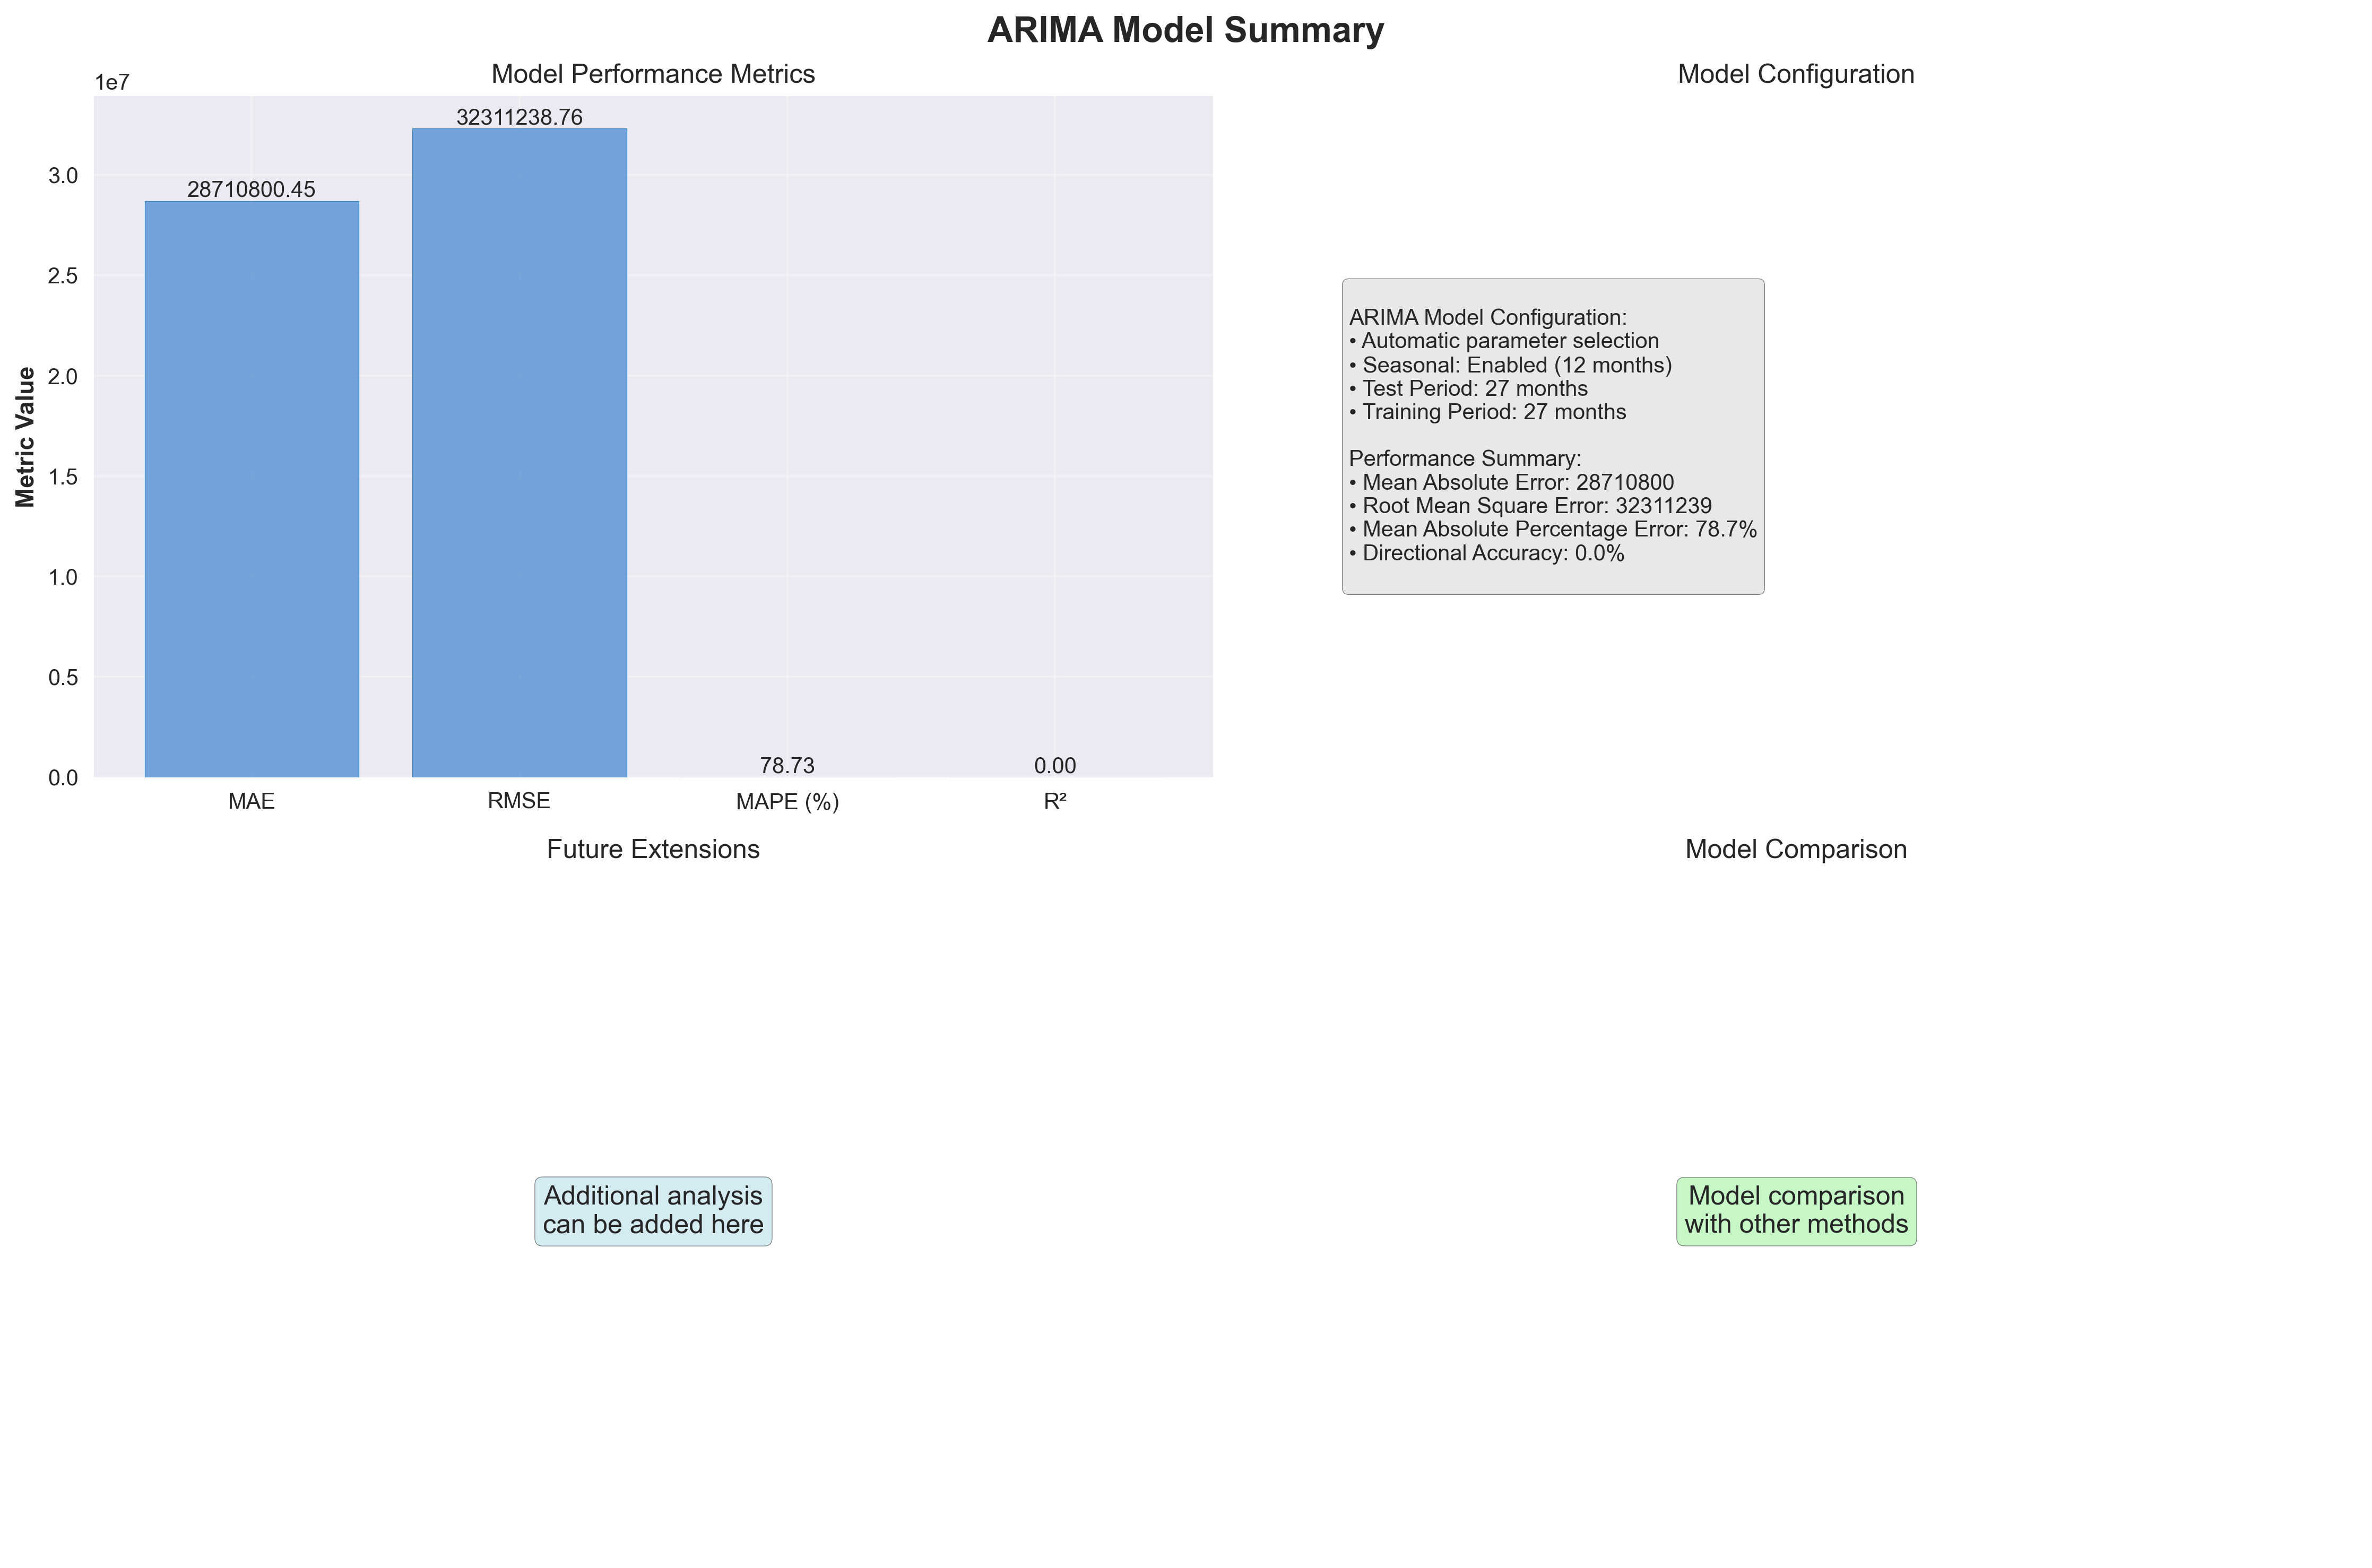 ARIMA Model Summary
Model Performance Metrics
1e7
Metric Value
3.0
2.5
2.0
1.5
1.0
0.5
0.0
28710800.45
32311238.76
78.73
0.00
MAE
RMSE
MAPE (%)
R²
Model Configuration
ARIMA Model Configuration:
• Automatic parameter selection
• Seasonal: Enabled (12 months)
• Test Period: 27 months
• Training Period: 27 months
Performance Summary:
• Mean Absolute Error: 28710800
• Root Mean Square Error: 32311239
• Mean Absolute Percentage Error: 78.7%
• Directional Accuracy: 0.0%
Future Extensions
Additional analysis
can be added here
Model Comparison
Model comparison
with other methods